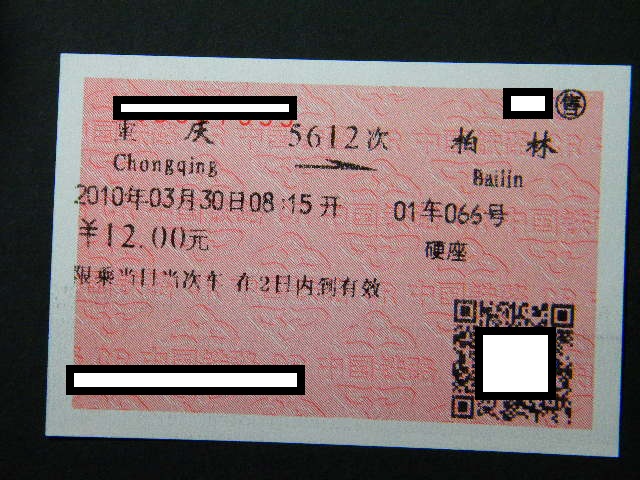 售
重庆 5612次 柏林
Chongqing Bailin
2010年03月30日08:15开 01车066号
¥12.00元 硬座
限乘当日当次车 在2日内到有效